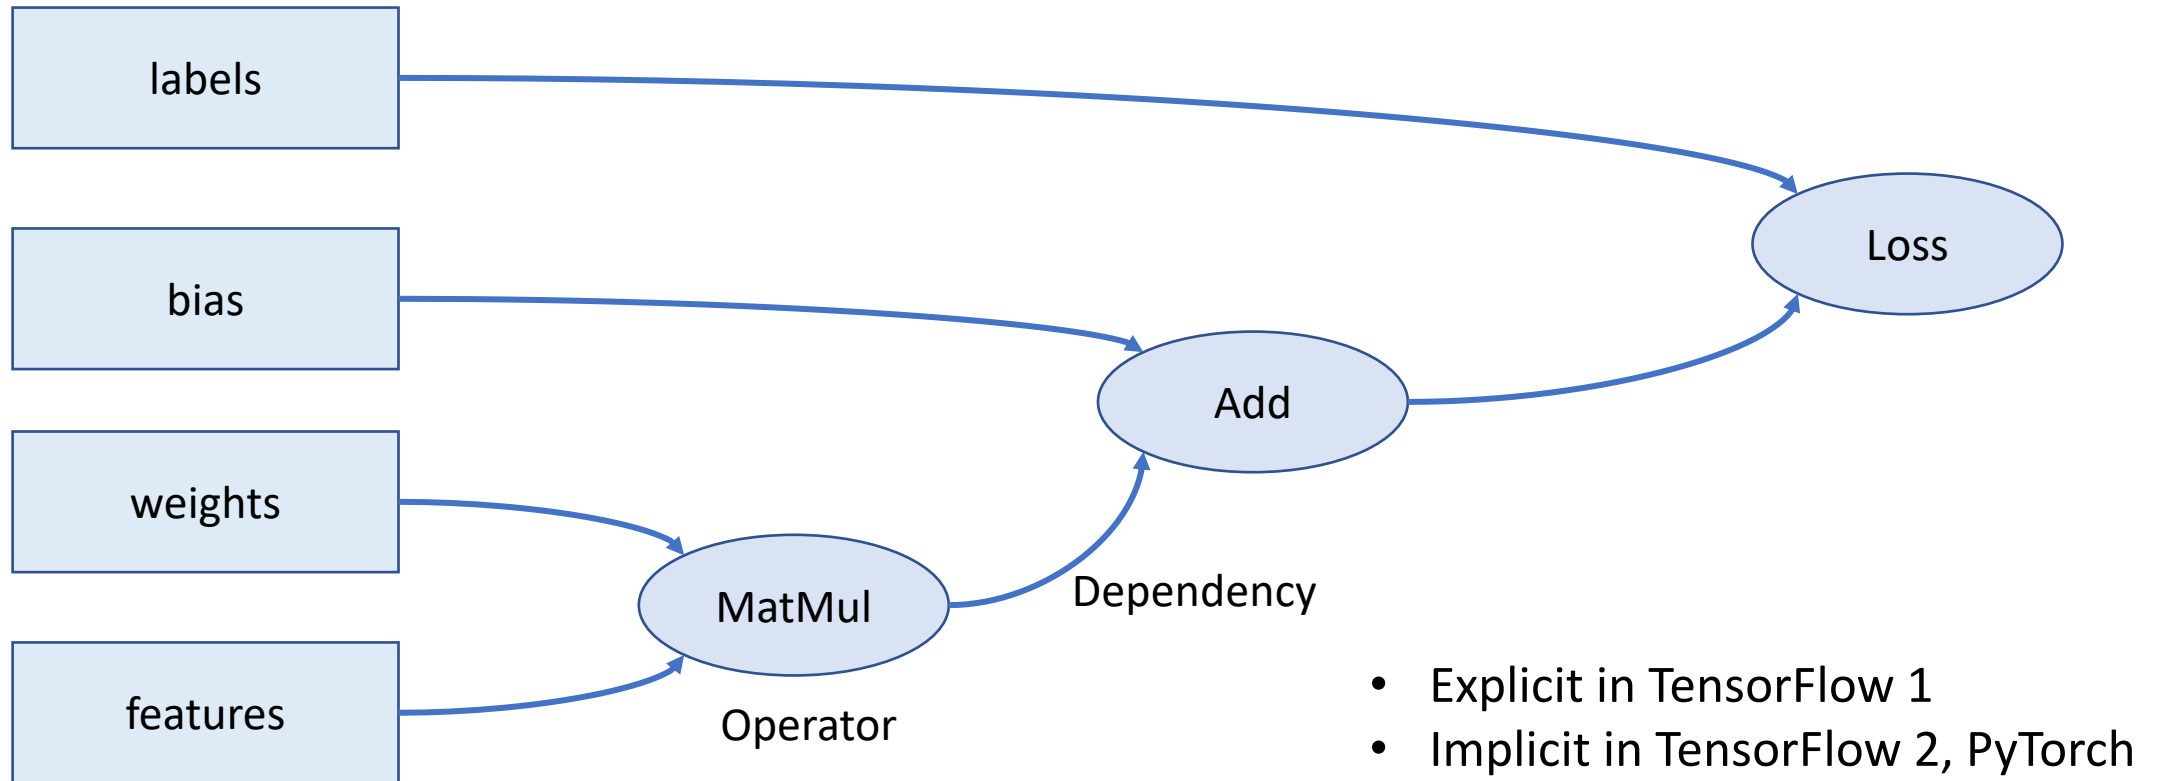 labels
bias
weights
features
MatMul
Operator
Dependency
Add
Loss
• Explicit in TensorFlow 1
• Implicit in TensorFlow 2, PyTorch